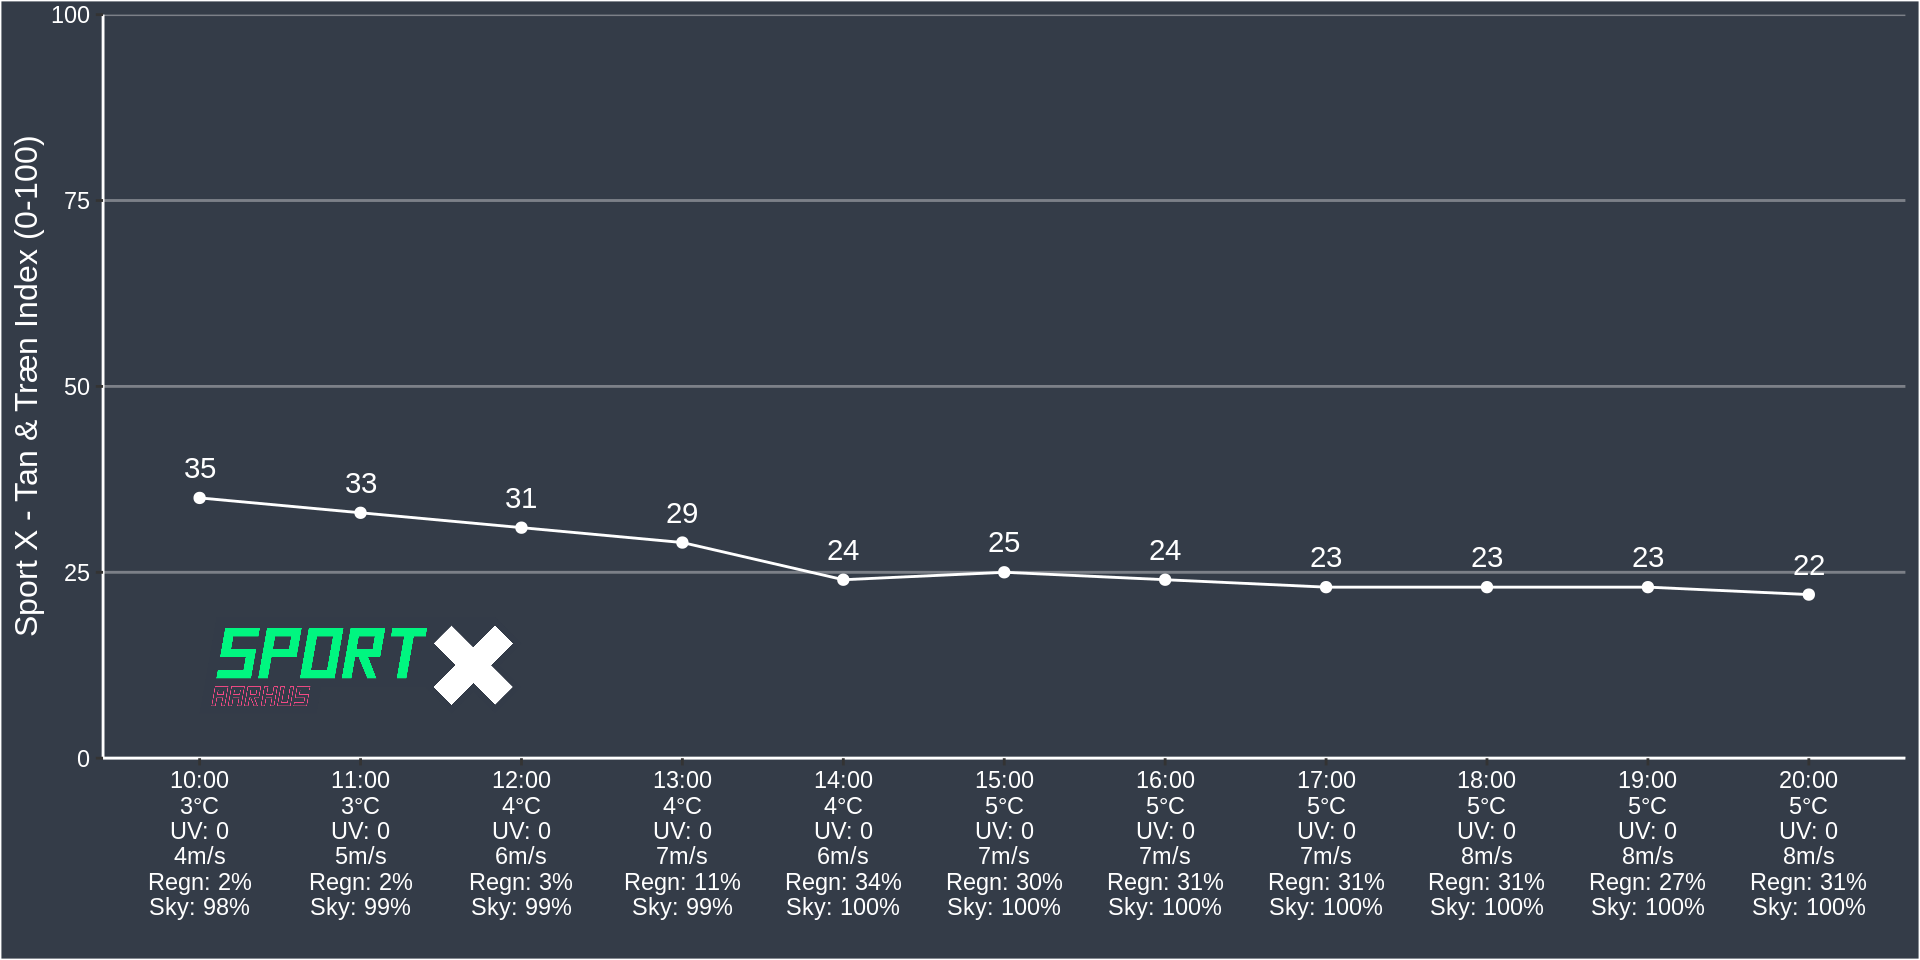 Sport X - Tan & Træn Index (0-100)
100
75
50
25
0
35
33
31
29
24
25
24
23
23
23
22
SPORT X
AARHUS
10:00 11:00 12:00 13:00 14:00 15:00 16:00 17:00 18:00 19:00 20:00
3°C 3°C 4°C 4°C 4°C 5°C 5°C 5°C 5°C 5°C 5°C
UV: 0 UV: 0 UV: 0 UV: 0 UV: 0 UV: 0 UV: 0 UV: 0 UV: 0 UV: 0 UV: 0
4m/s 5m/s 6m/s 7m/s 6m/s 7m/s 7m/s 7m/s 8m/s 8m/s 8m/s
Regn: 2% Regn: 2% Regn: 3% Regn: 11% Regn: 34% Regn: 30% Regn: 31% Regn: 31% Regn: 31% Regn: 27% Regn: 31%
Sky: 98% Sky: 99% Sky: 99% Sky: 99% Sky: 100% Sky: 100% Sky: 100% Sky: 100% Sky: 100% Sky: 100% Sky: 100%